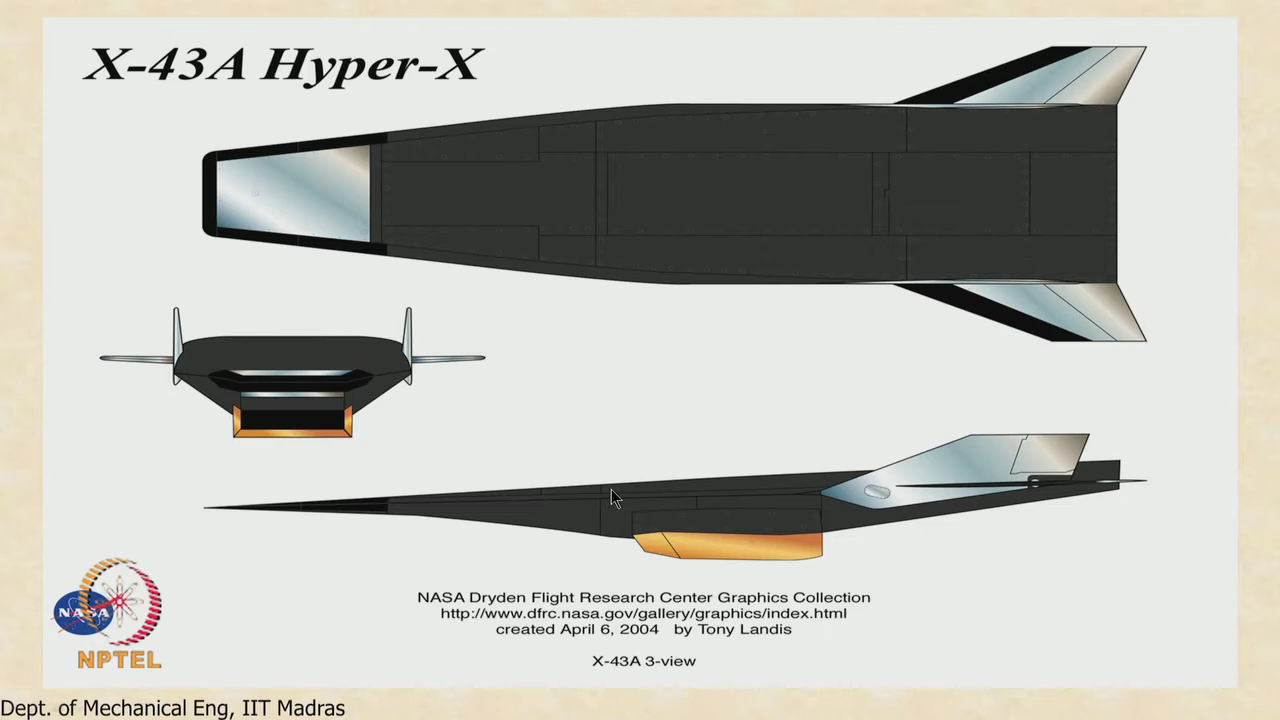 X-43A Hyper-X
NASA Dryden Flight Research Center Graphics Collection
http://www.dfrc.nasa.gov/gallery/graphics/index.html
created April 6, 2004 by Tony Landis
X-43A 3-view
NASA
NPTEL
Dept. of Mechanical Eng, IIT Madras